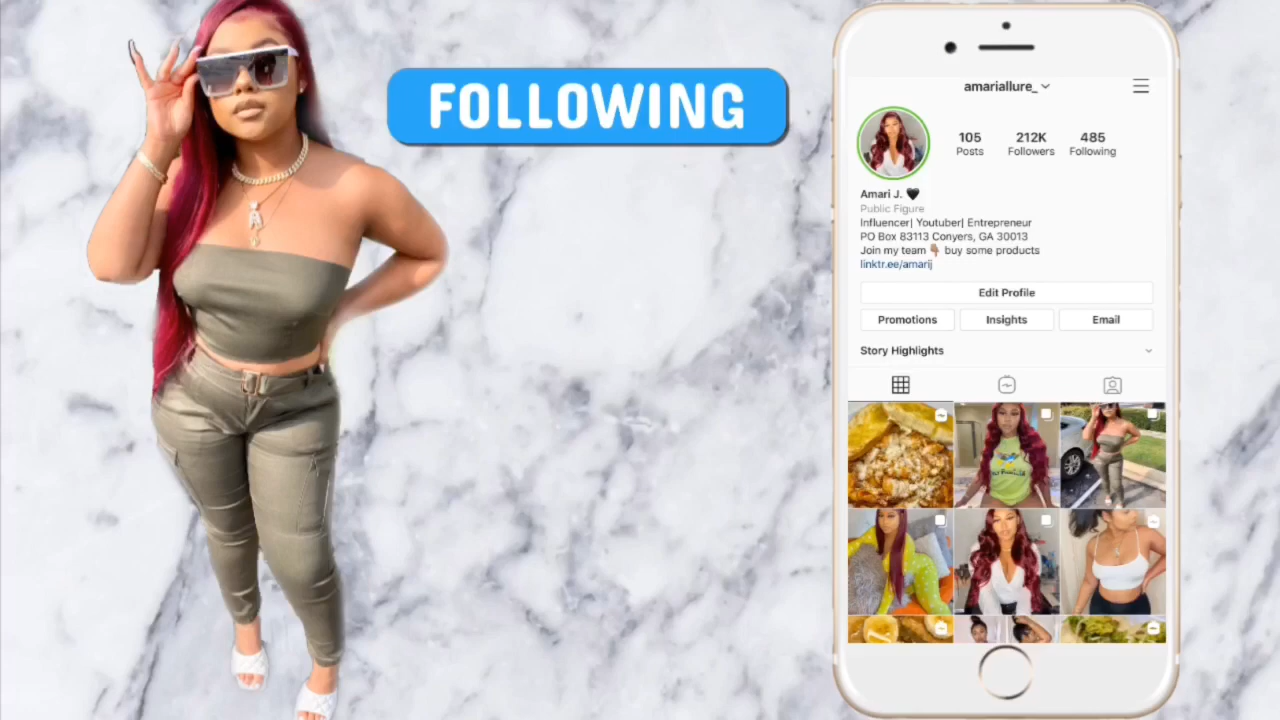 FOLLOWING
amariallure_
105
212K
485
Posts
Followers
Following
Amari J. 🖤
Public Figure
Influencer| Youtuber| Entrepreneur
PO Box 83113 Conyers, GA 30013
Join my team 👇🏽 buy some products
linktr.ee/amarij
Edit Profile
Promotions
Insights
Email
Story Highlights